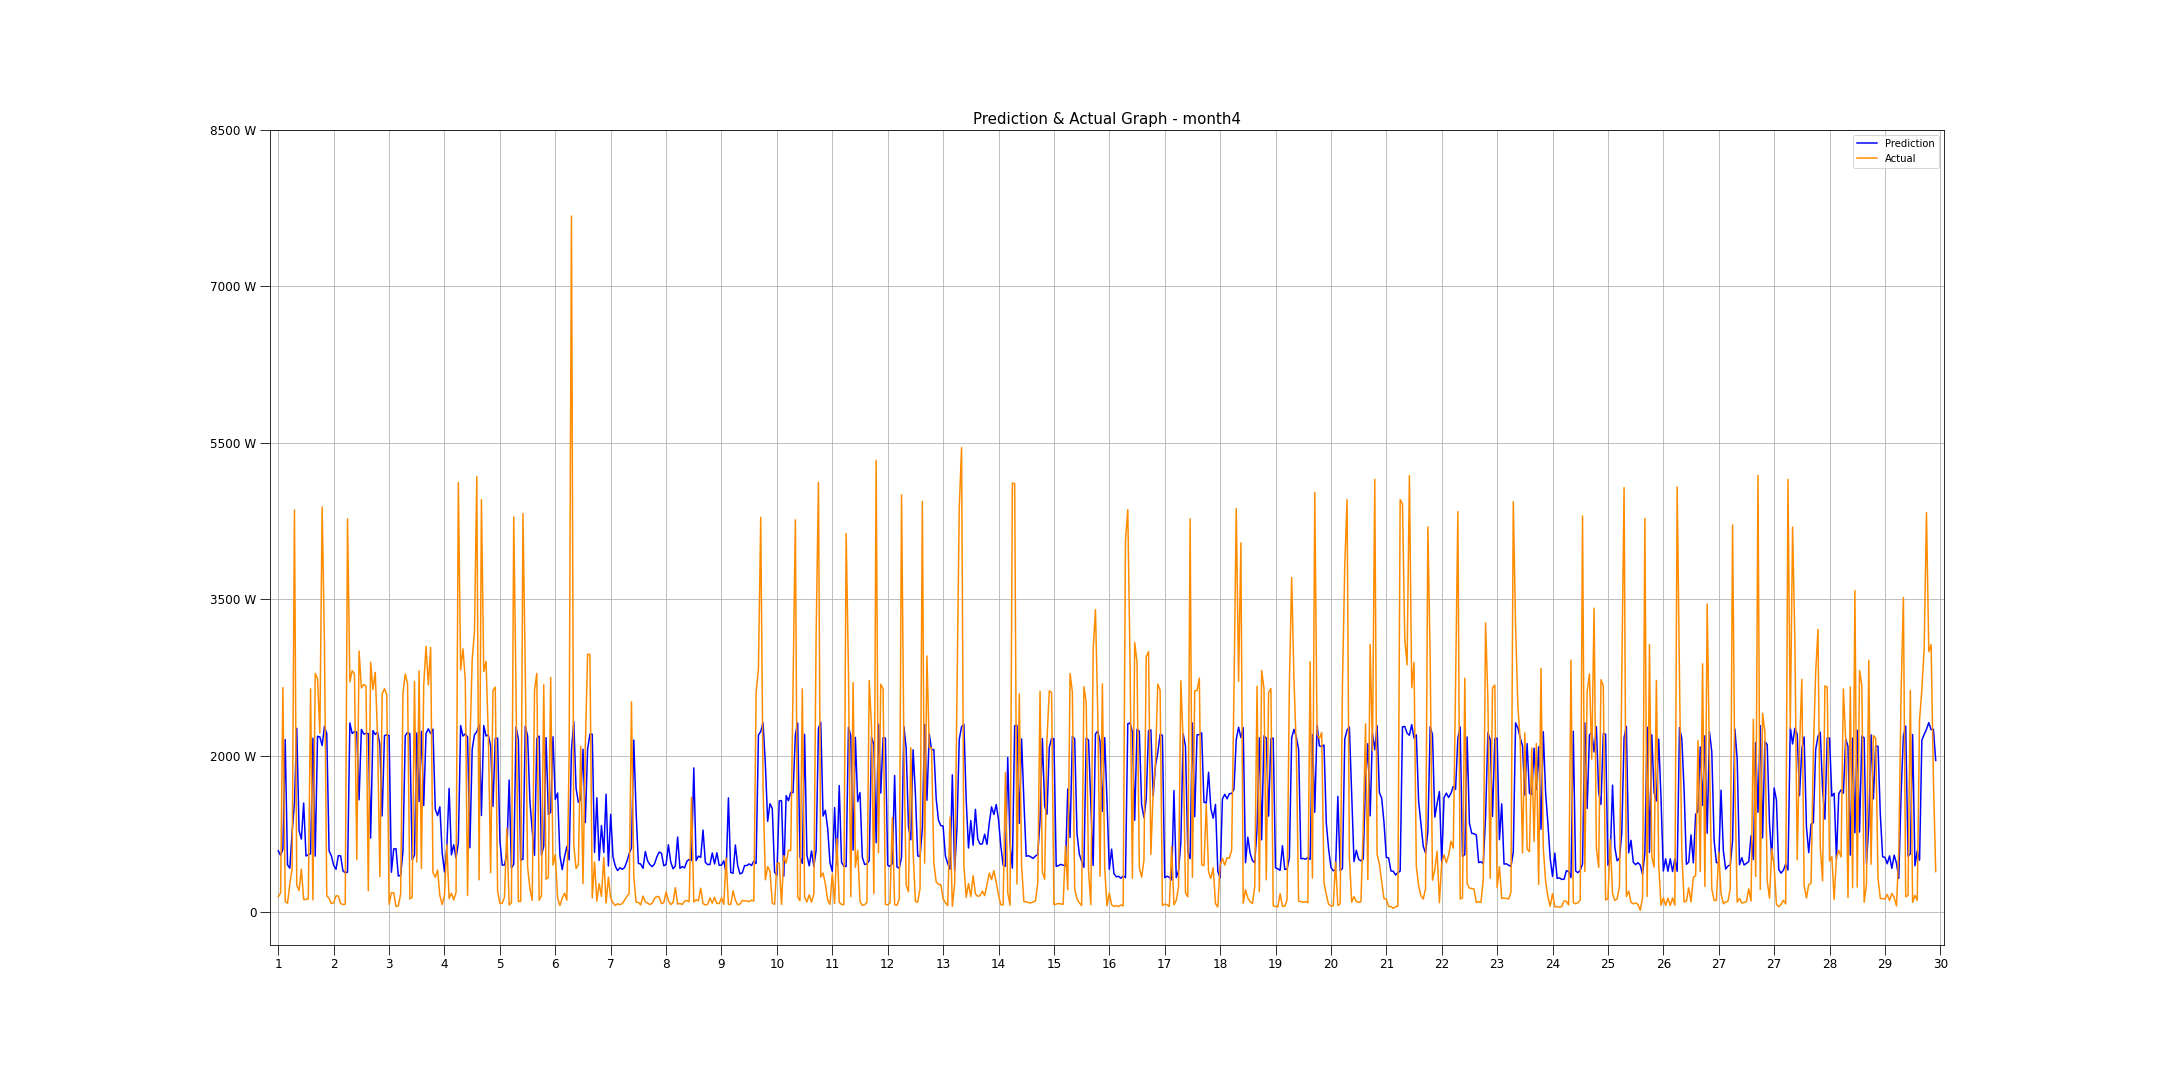 Prediction & Actual Graph - month4
8500 W
Prediction
Actual
7000 W
5500 W
3500 W
2000 W
0
1 2 3 4 5 6 7 8 9 10 11 12 13 14 15 16 17 18 19 20 21 22 23 24 25 26 27 27 28 29 30